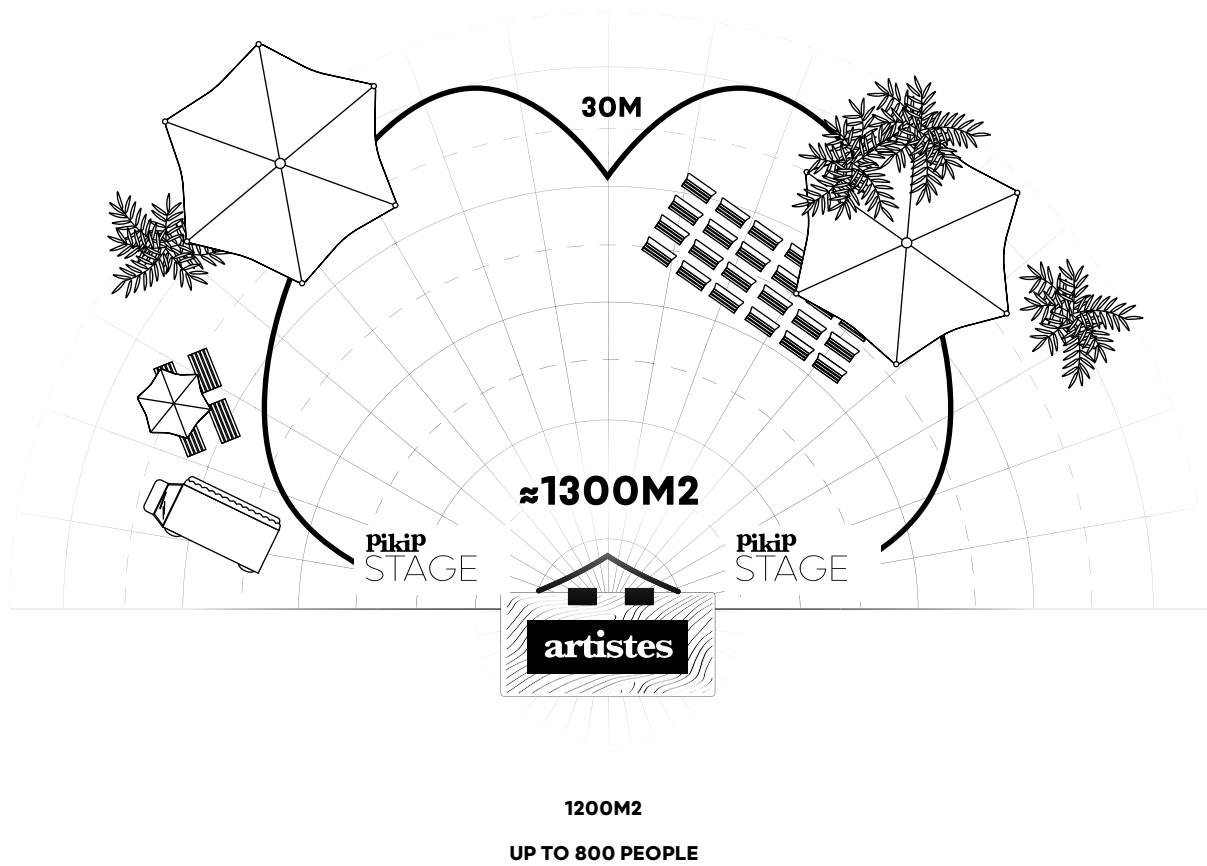 30M
≈1300M2
PiKiP
STAGE
PiKiP
STAGE
artistes
1200M2
UP TO 800 PEOPLE